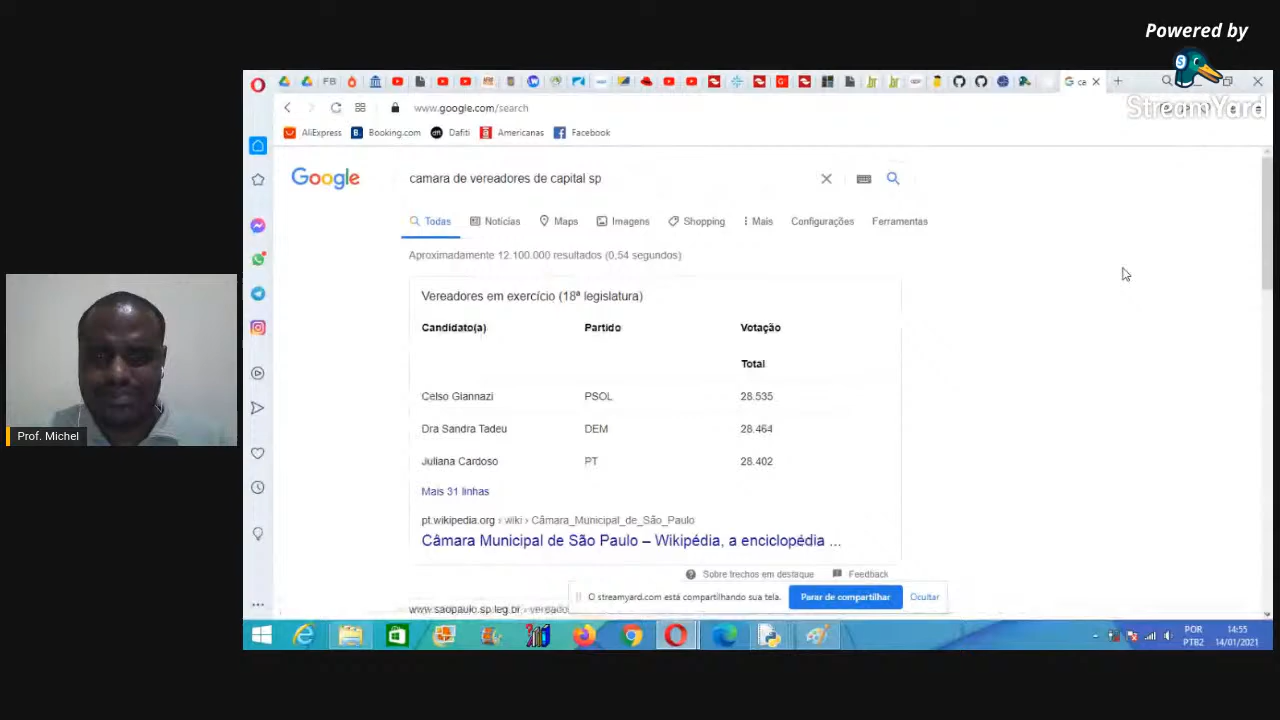 Powered by
StreamYard
FB
ca
www.google.com/search
AliExpress Booking.com Dafiti Americanas Facebook
Google
camara de vereadores de capital sp
Todas Notícias Maps Imagens Shopping Mais Configurações Ferramentas
Aproximadamente 12.100.000 resultados (0,54 segundos)
Vereadores em exercício (18ª legislatura)
Candidato(a) Partido Votação
Total
Celso Giannazi PSOL 28.535
Dra Sandra Tadeu DEM 28.464
Juliana Cardoso PT 28.402
Mais 31 linhas
pt.wikipedia.org › wiki › Câmara_Municipal_de_São_Paulo
Câmara Municipal de São Paulo – Wikipédia, a enciclopédia ...
Sobre trechos em destaque Feedback
O streamyard.com está compartilhando sua tela. Parar de compartilhar Ocultar
www.saopaulo.sp.leg.br › vereado
Prof. Michel
POR 14:55
PTB2 14/01/2021